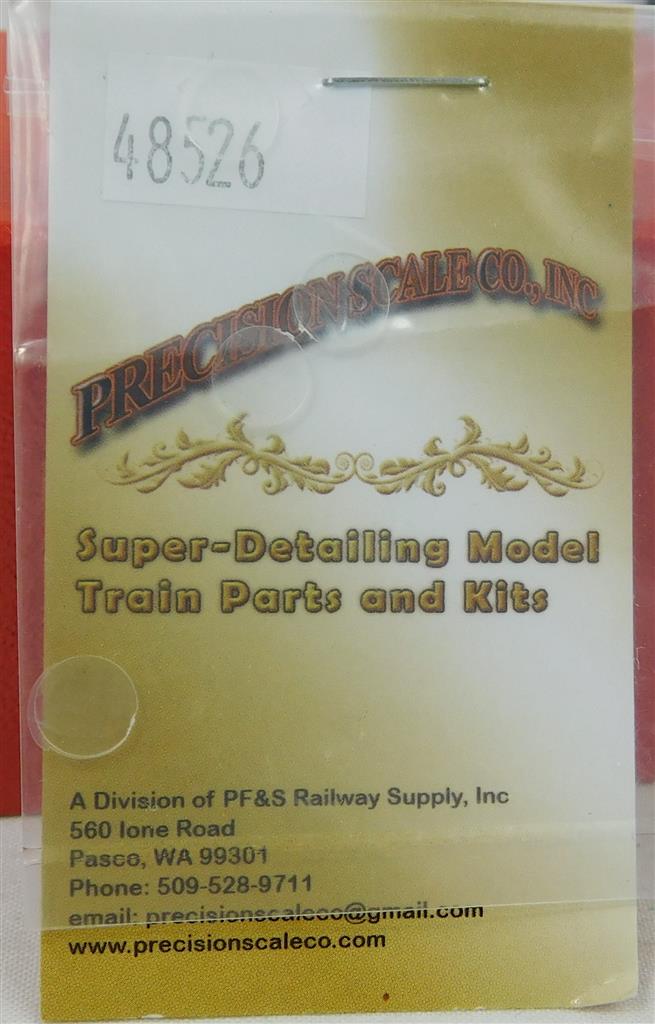 48526
PRECISION SCALE CO., INC
Super-Detailing Model
Train Parts and Kits
A Division of PF&S Railway Supply, Inc
560 Ione Road
Pasco, WA 99301
Phone: 509-528-9711
email: precisionscaleco@gmail.com
www.precisionscaleco.com